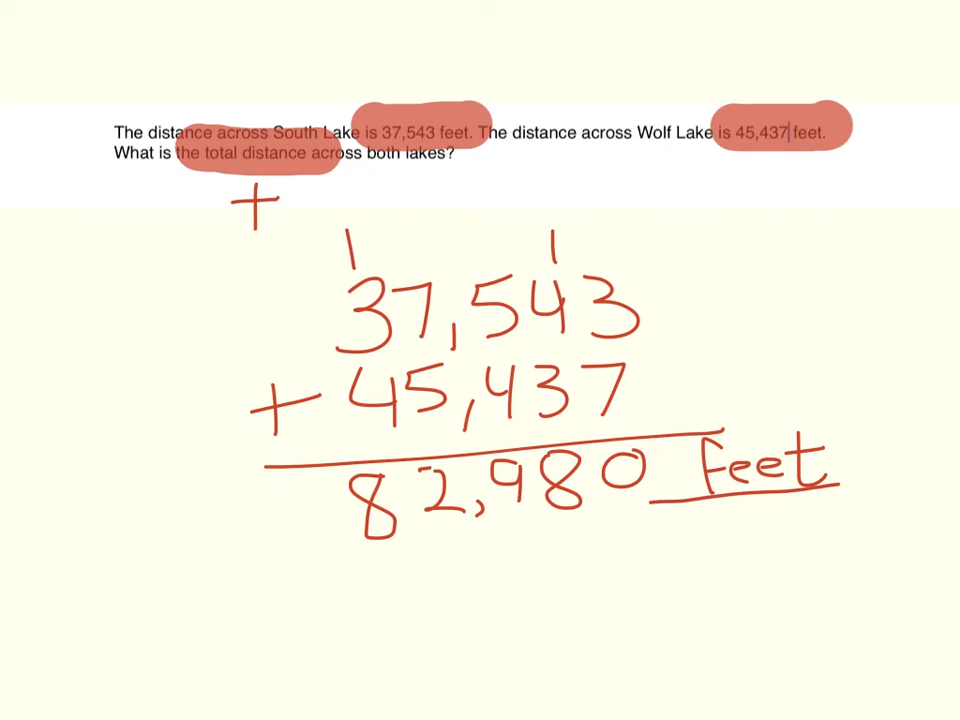 The distance across South Lake is 37,543 feet. The distance across Wolf Lake is 45,437 feet.
What is the total distance across both lakes?
+
1 1
37,543
+ 45,437
82,980 feet